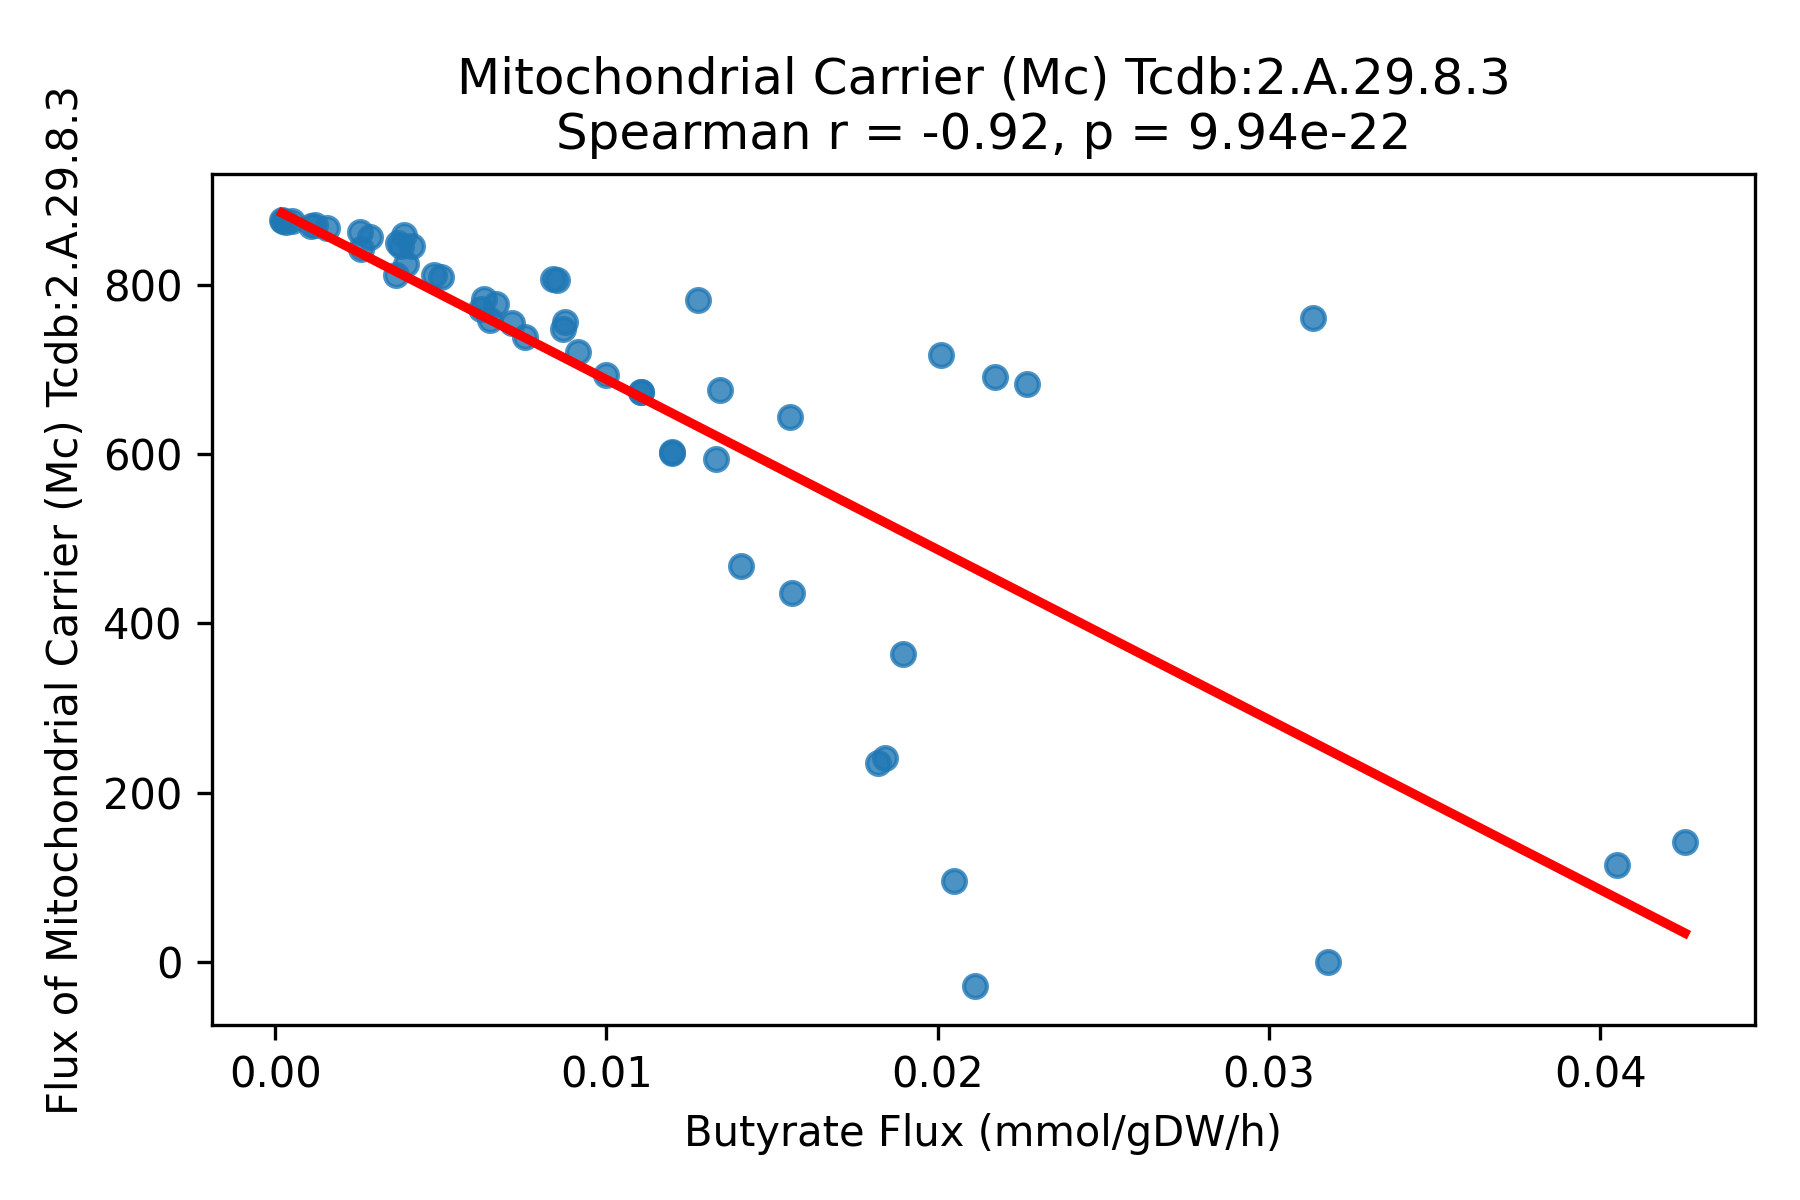 Mitochondrial Carrier (Mc) Tcdb:2.A.29.8.3
Spearman r = -0.92, p = 9.94e-22
Flux of Mitochondrial Carrier (Mc) Tcdb:2.A.29.8.3
800
600
400
200
0
0.00 0.01 0.02 0.03 0.04
Butyrate Flux (mmol/gDW/h)